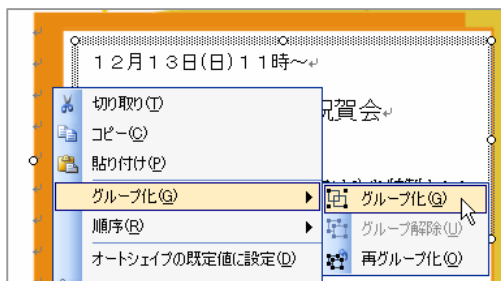 １２月１３日(日)１１時～
祝賀会
切り取り(T)
コピー(C)
貼り付け(P)
グループ化(G)
順序(R)
オートシェイプの既定値に設定(D)
グループ化(G)
グループ解除(U)
再グループ化(O)